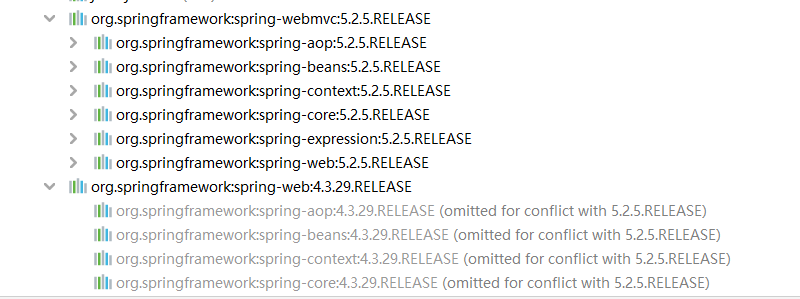 org.springframework:spring-webmvc:5.2.5.RELEASE
org.springframework:spring-aop:5.2.5.RELEASE
org.springframework:spring-beans:5.2.5.RELEASE
org.springframework:spring-context:5.2.5.RELEASE
org.springframework:spring-core:5.2.5.RELEASE
org.springframework:spring-expression:5.2.5.RELEASE
org.springframework:spring-web:5.2.5.RELEASE
org.springframework:spring-web:4.3.29.RELEASE
org.springframework:spring-aop:4.3.29.RELEASE (omitted for conflict with 5.2.5.RELEASE)
org.springframework:spring-beans:4.3.29.RELEASE (omitted for conflict with 5.2.5.RELEASE)
org.springframework:spring-context:4.3.29.RELEASE (omitted for conflict with 5.2.5.RELEASE)
org.springframework:spring-core:4.3.29.RELEASE (omitted for conflict with 5.2.5.RELEASE)